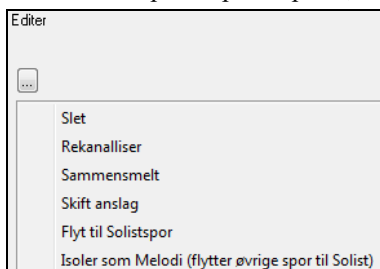 Editer
...
Slet
Rekanalliser
Sammensmelt
Skift anslag
Flyt til Solistspor
Isoler som Melodi (flytter øvrige spor til Solist)